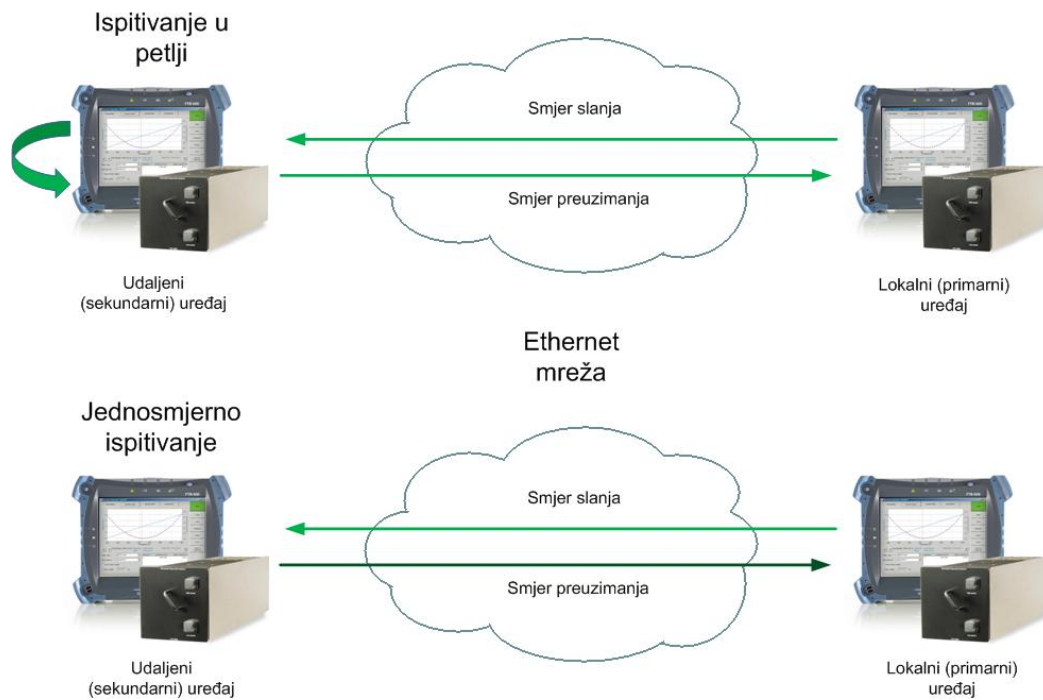 Ispitivanje u
petlji
Smjer slanja
Smjer preuzimanja
Udaljeni
(sekundarni) uređaj
Lokalni (primarni)
uređaj
Ethernet
mreža
Jednosmjerno
ispitivanje
Smjer slanja
Smjer preuzimanja
Udaljeni
(sekundarni) uređaj
Lokalni (primarni)
uređaj